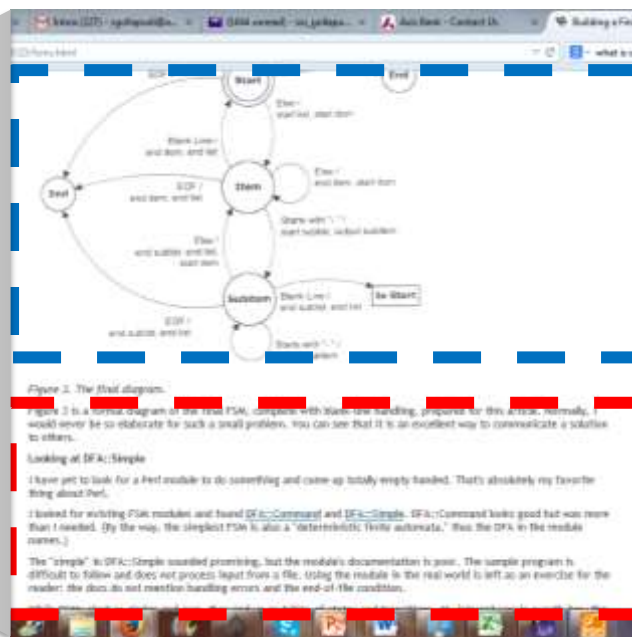 Building a Fin
what is a
EOF /
Start
End
Else /
start list, start item
Blank Line /
end item, end list
Else /
end item, start item
End
Item
EOF /
end item, end list
Starts with "- " /
start sublist, output subitem
Else /
end sublist, end list,
start item
SubItem
Blank Line /
end sublist, end list
to Start
EOF /
end sublist, end list
Starts with "- " /
Figure 3. The final diagram.
Figure 3 is a formal diagram of the final FSM, complete with blank-line handling, prepared for this article. Normally, I
would never be so elaborate for such a small problem. You can see that it is an excellent way to communicate a solution
to others.
Looking at DFA::Simple
I have yet to look for a Perl module to do something and come up totally empty handed. That's absolutely my favorite
thing about Perl.
I looked for existing FSM modules and found DFA::Command and DFA::Simple. DFA::Command looks good but was more
than I needed. (By the way, the simplest FSM is also a "deterministic finite automata," thus the DFA in the module
names.)
The "simple" in DFA::Simple sounded promising, but the module's documentation is poor. The sample program is
difficult to follow and does not process input from a file. Using the module in the real world is left as an exercise for the
reader: the docs do not mention handling errors and the end-of-file condition.